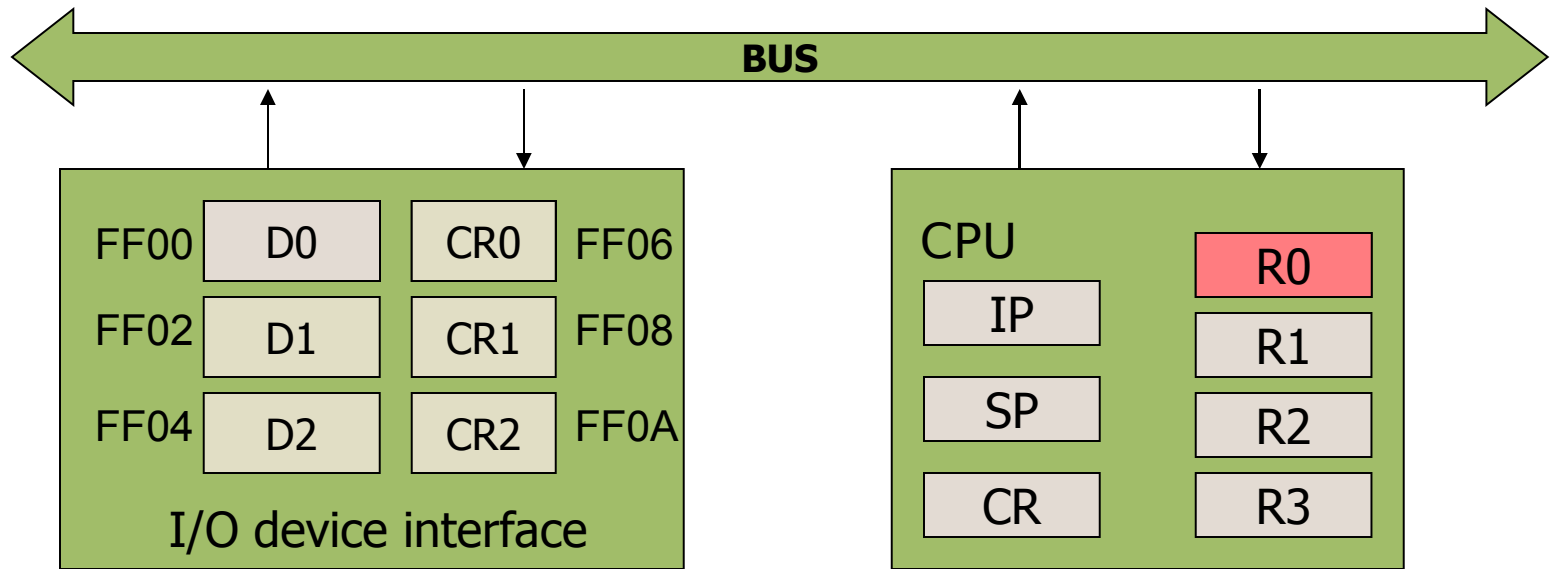 BUS
FF00 D0 CR0 FF06
FF02 D1 CR1 FF08
FF04 D2 CR2 FF0A
I/O device interface
CPU
IP
SP
CR
R0
R1
R2
R3